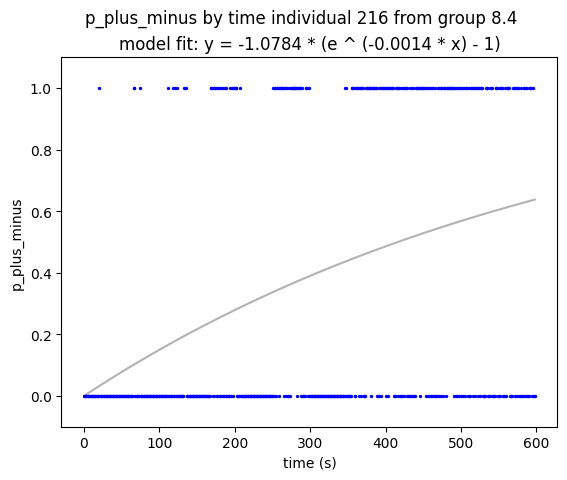 p_plus_minus by time individual 216 from group 8.4
model fit: y = -1.0784 * (e ^ (-0.0014 * x) - 1)
1.0
0.8
0.6
0.4
0.2
0.0
p_plus_minus
0 100 200 300 400 500 600
time (s)